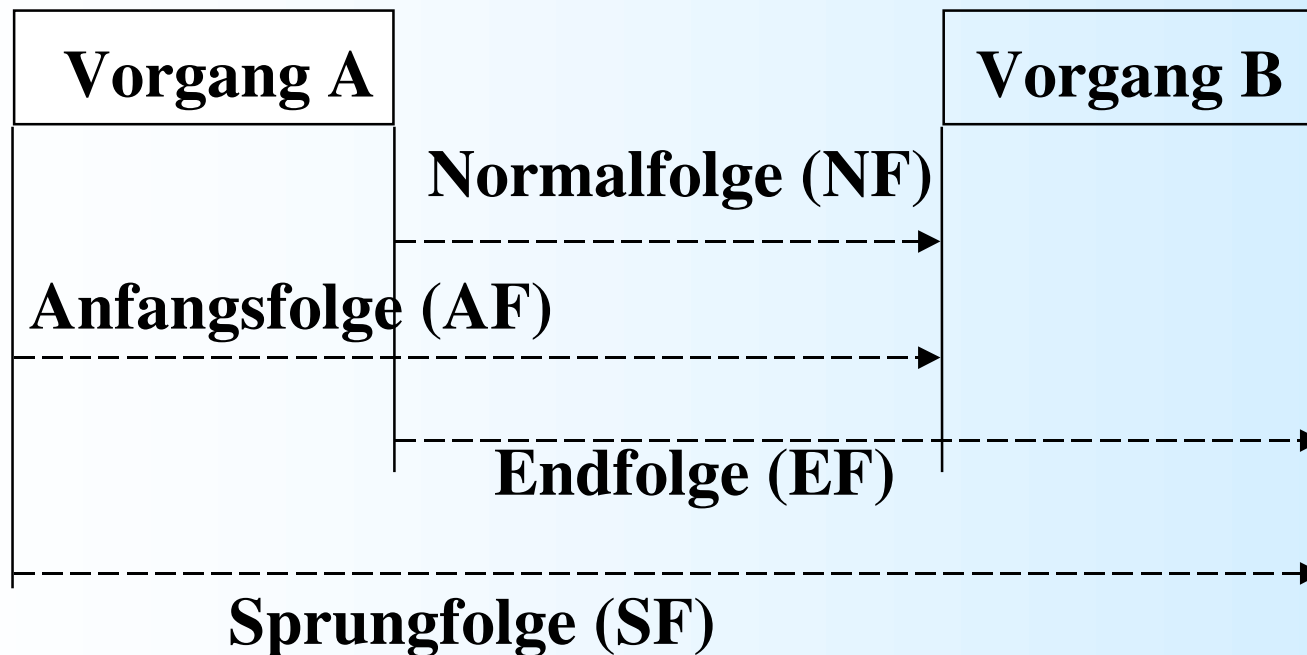 Vorgang A
Vorgang B
Normalfolge (NF)
Anfangsfolge (AF)
Endfolge (EF)
Sprungfolge (SF)